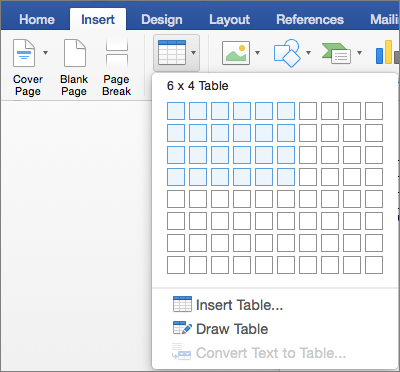 Home Insert Design Layout References Mailin
Cover Page
Blank Page
Page Break
6 x 4 Table
Insert Table...
Draw Table
Convert Text to Table...